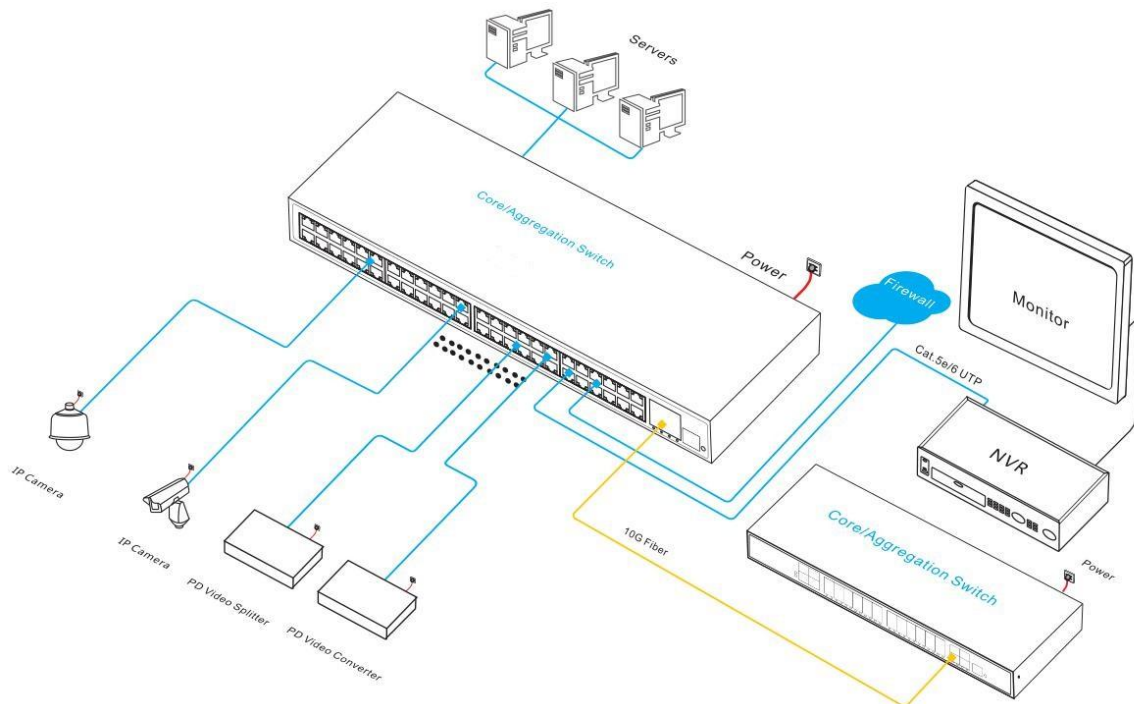 Servers
Core/Aggregation Switch
Power
Firewall
Monitor
Cat.5e/6 UTP
NVR
IP Camera
IP Camera
PD Video Splitter
PD Video Converter
10G Fiber
Core/Aggregation Switch
Power